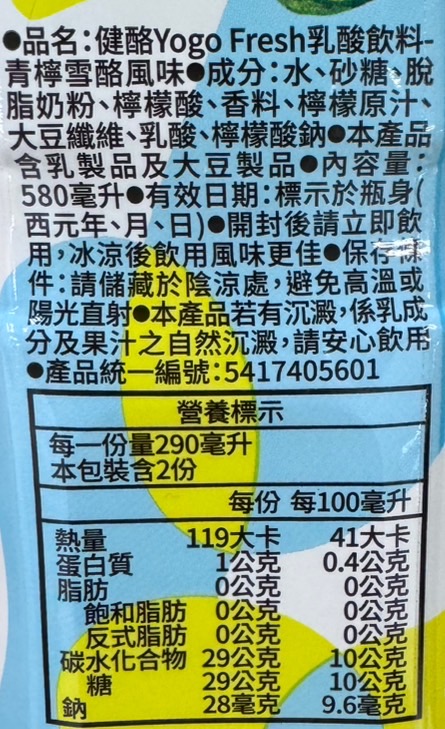 ●品名:健酪Yogo Fresh乳酸飲料-
青檸雪酪風味●成分:水、砂糖、脫
脂奶粉、檸檬酸、香料、檸檬原汁、
大豆纖維、乳酸、檸檬酸鈉●本產品
含乳製品及大豆製品●內容量:
580毫升●有效日期:標示於瓶身(
西元年、月、日)●開封後請立即飲
用,冰涼後飲用風味更佳●保存條
件:請儲藏於陰涼處,避免高溫或
陽光直射●本產品若有沉澱,係乳成
分及果汁之自然沉澱,請安心飲用
●產品統一編號:5417405601
營養標示
每一份量290毫升
本包裝含2份
每份 每100毫升
熱量 119大卡 41大卡
蛋白質 1公克 0.4公克
脂肪 0公克 0公克
飽和脂肪 0公克 0公克
反式脂肪 0公克 0公克
碳水化合物 29公克 10公克
糖 29公克 10公克
鈉 28毫克 9.6毫克